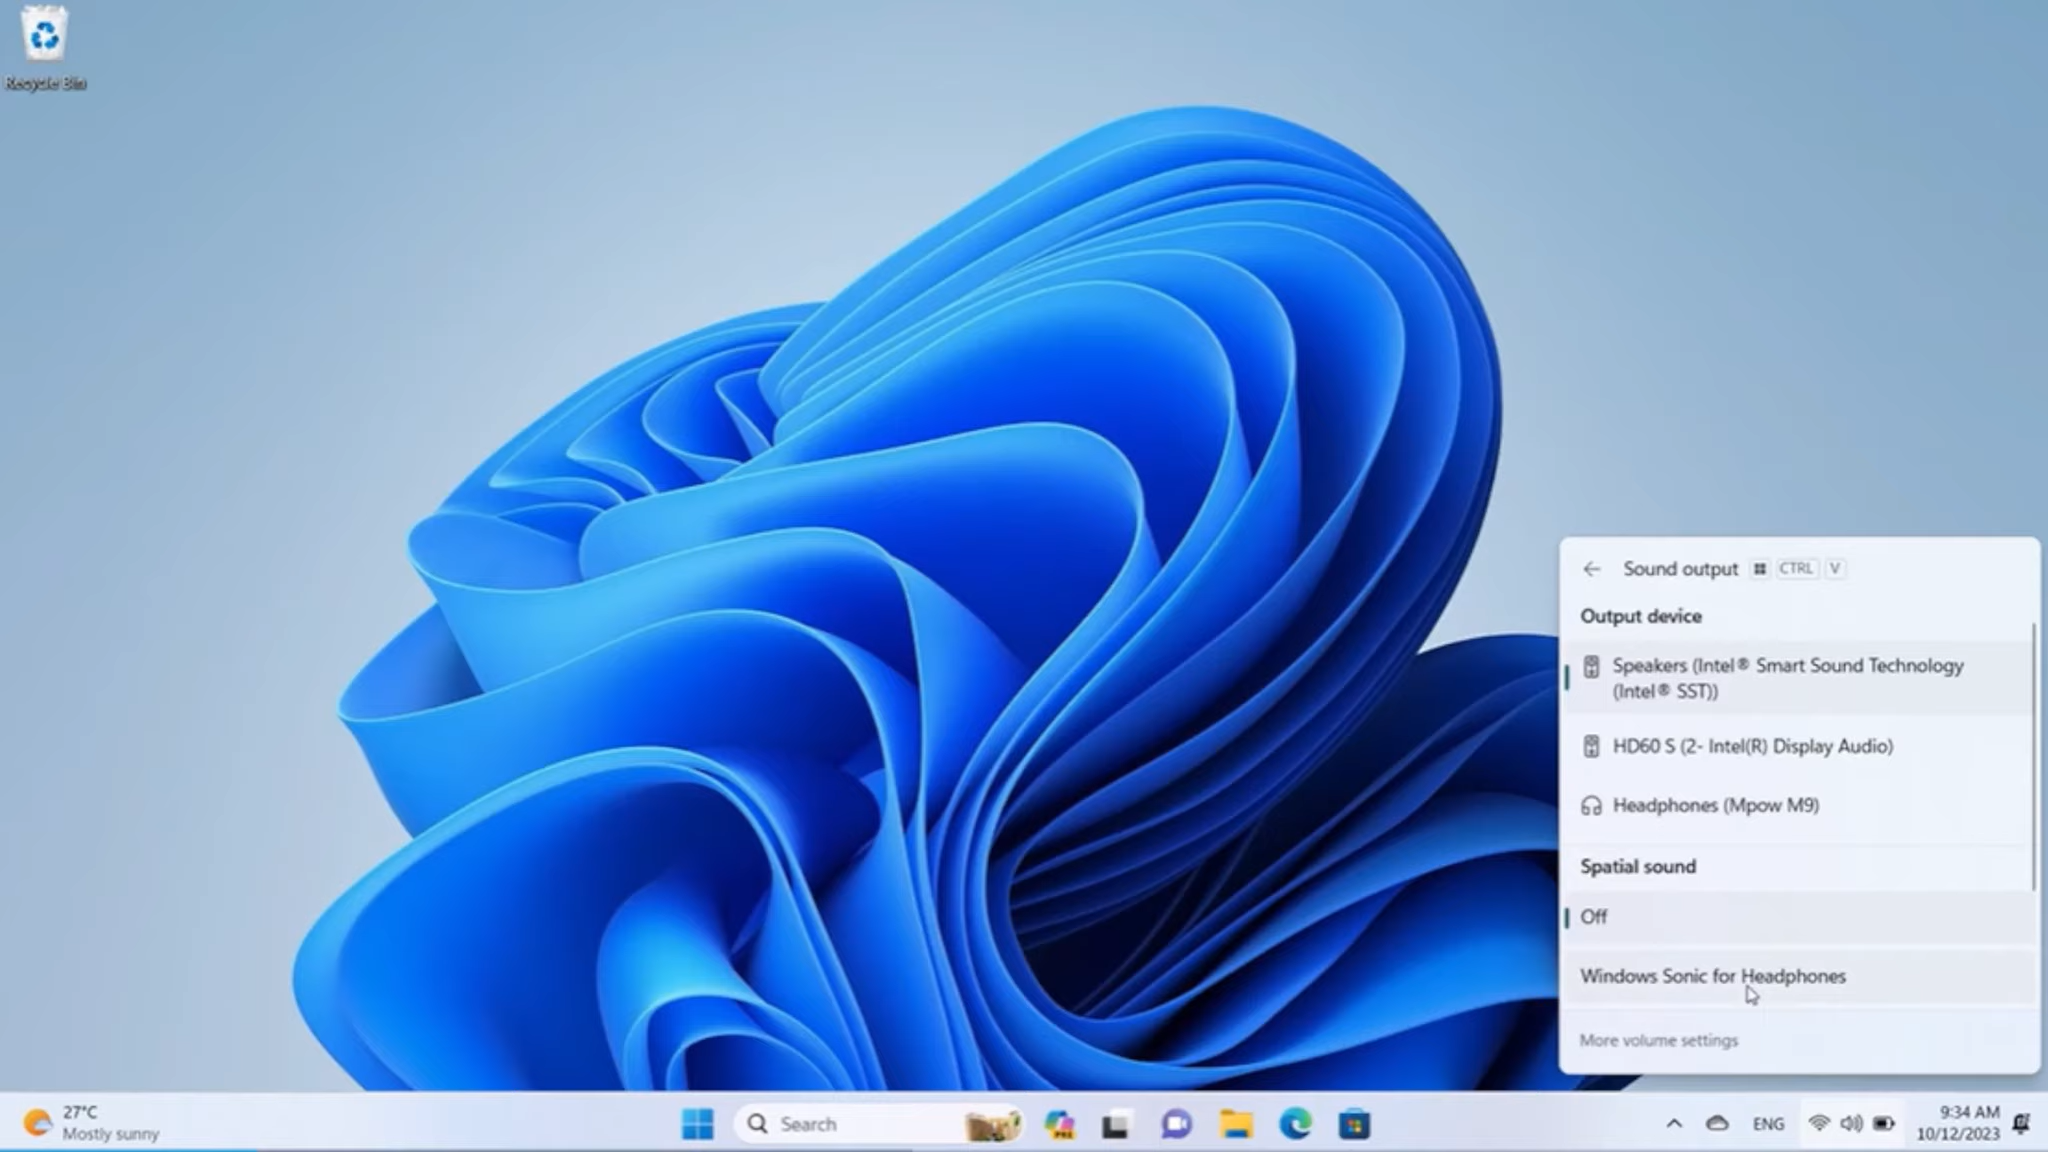 Recycle Bin
Sound output CTRL V
Output device
Speakers (Intel® Smart Sound Technology
(Intel® SST))
HD60 S (2- Intel(R) Display Audio)
Headphones (Mpow M9)
Spatial sound
Off
Windows Sonic for Headphones
More volume settings
27°C
Mostly sunny
Search
PRE
ENG
9:34 AM
10/12/2023